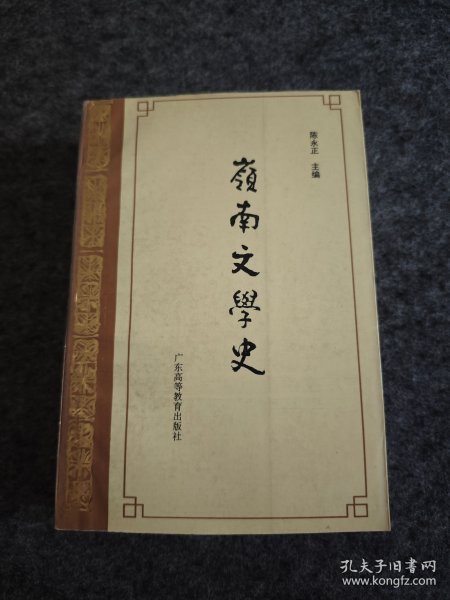 陈永正 主编
嶺南文學史
广东高等教育出版社
孔夫子旧书网
www.kongfz.com